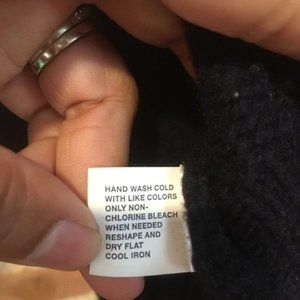 HAND WASH COLD
WITH LIKE COLORS
ONLY NON-
CHLORINE BLEACH
WHEN NEEDED
RESHAPE AND
DRY FLAT
COOL IRON